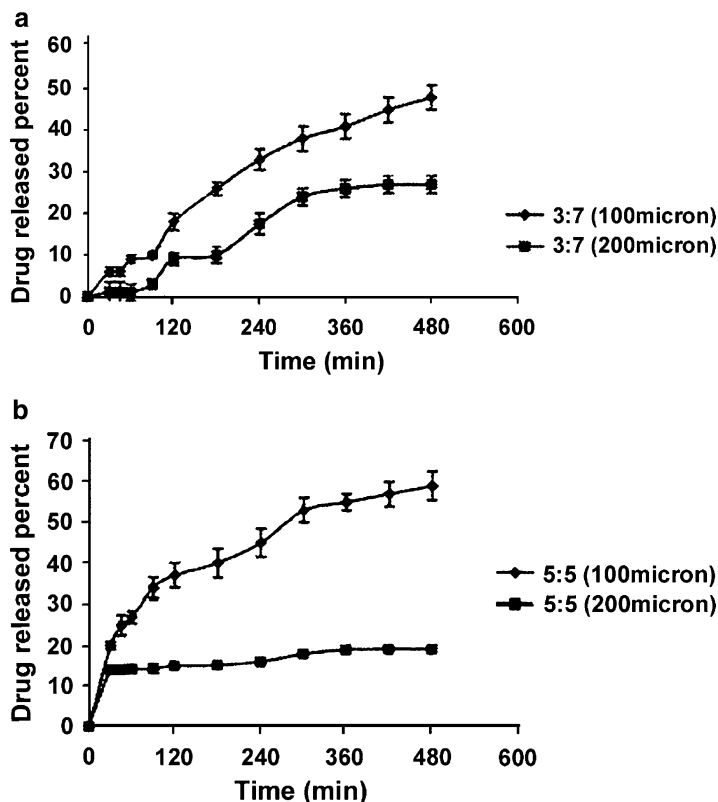 a
Drug released percent
60
50
40
30
20
10
0
0 120 240 360 480 600
Time (min)
3:7 (100micron)
3:7 (200micron)
b
Drug released percent
70
60
50
40
30
20
10
0
0 120 240 360 480 600
Time (min)
5:5 (100micron)
5:5 (200micron)